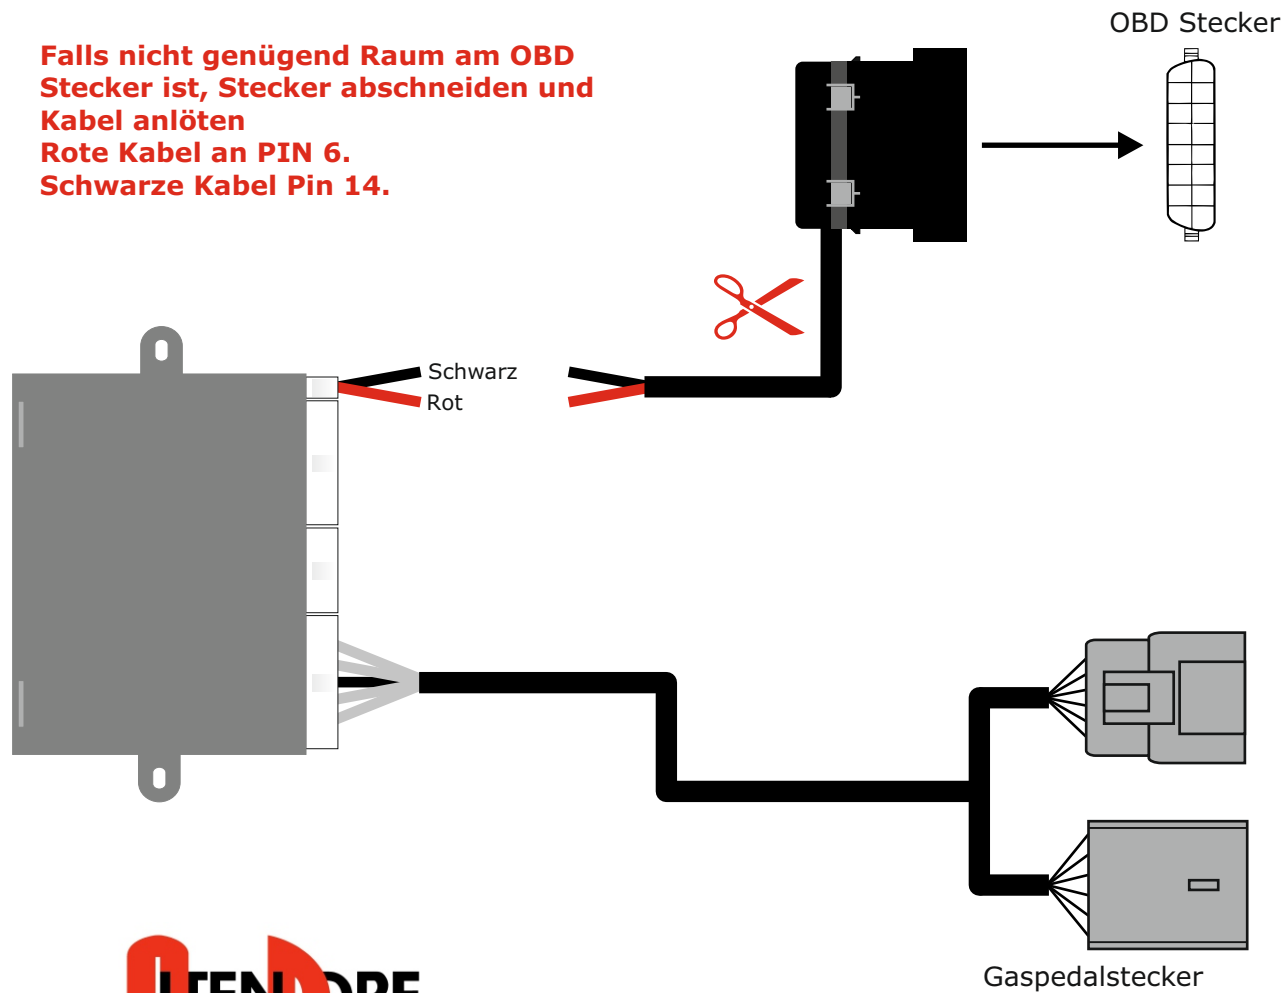 OBD Stecker
Falls nicht genügend Raum am OBD
Stecker ist, Stecker abschneiden und
Kabel anlöten
Rote Kabel an PIN 6.
Schwarze Kabel Pin 14.
Schwarz
Rot
Gaspedalstecker